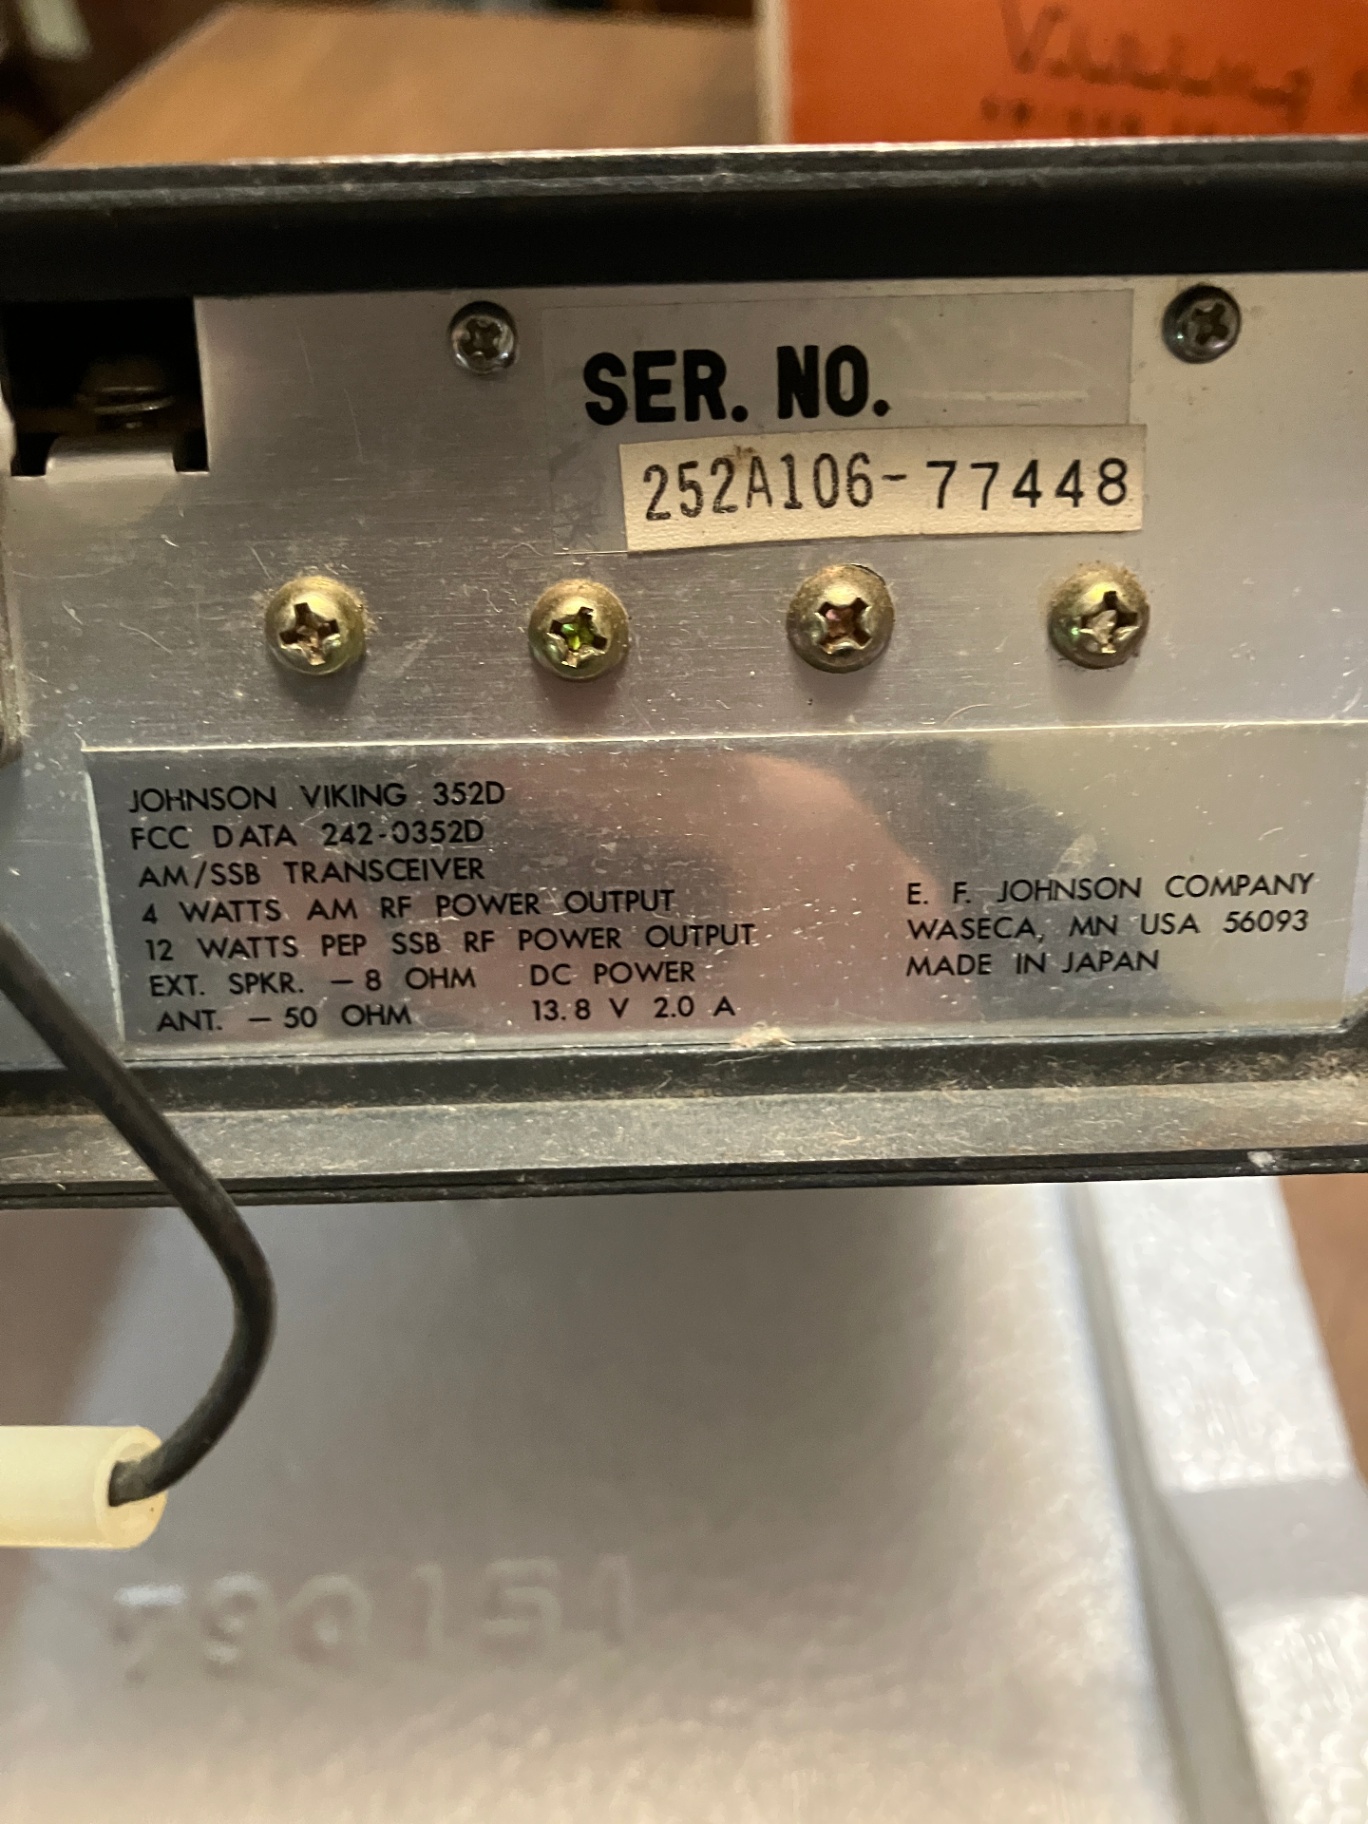 Viking
SER. NO.
252A106-77448
JOHNSON VIKING 352D
FCC DATA 242-0352D
AM/SSB TRANSCEIVER
4 WATTS AM RF POWER OUTPUT
12 WATTS PEP SSB RF POWER OUTPUT
EXT. SPKR. – 8 OHM DC POWER
ANT. – 50 OHM 13.8 V 2.0 A
E. F. JOHNSON COMPANY
WASECA, MN USA 56093
MADE IN JAPAN
790151